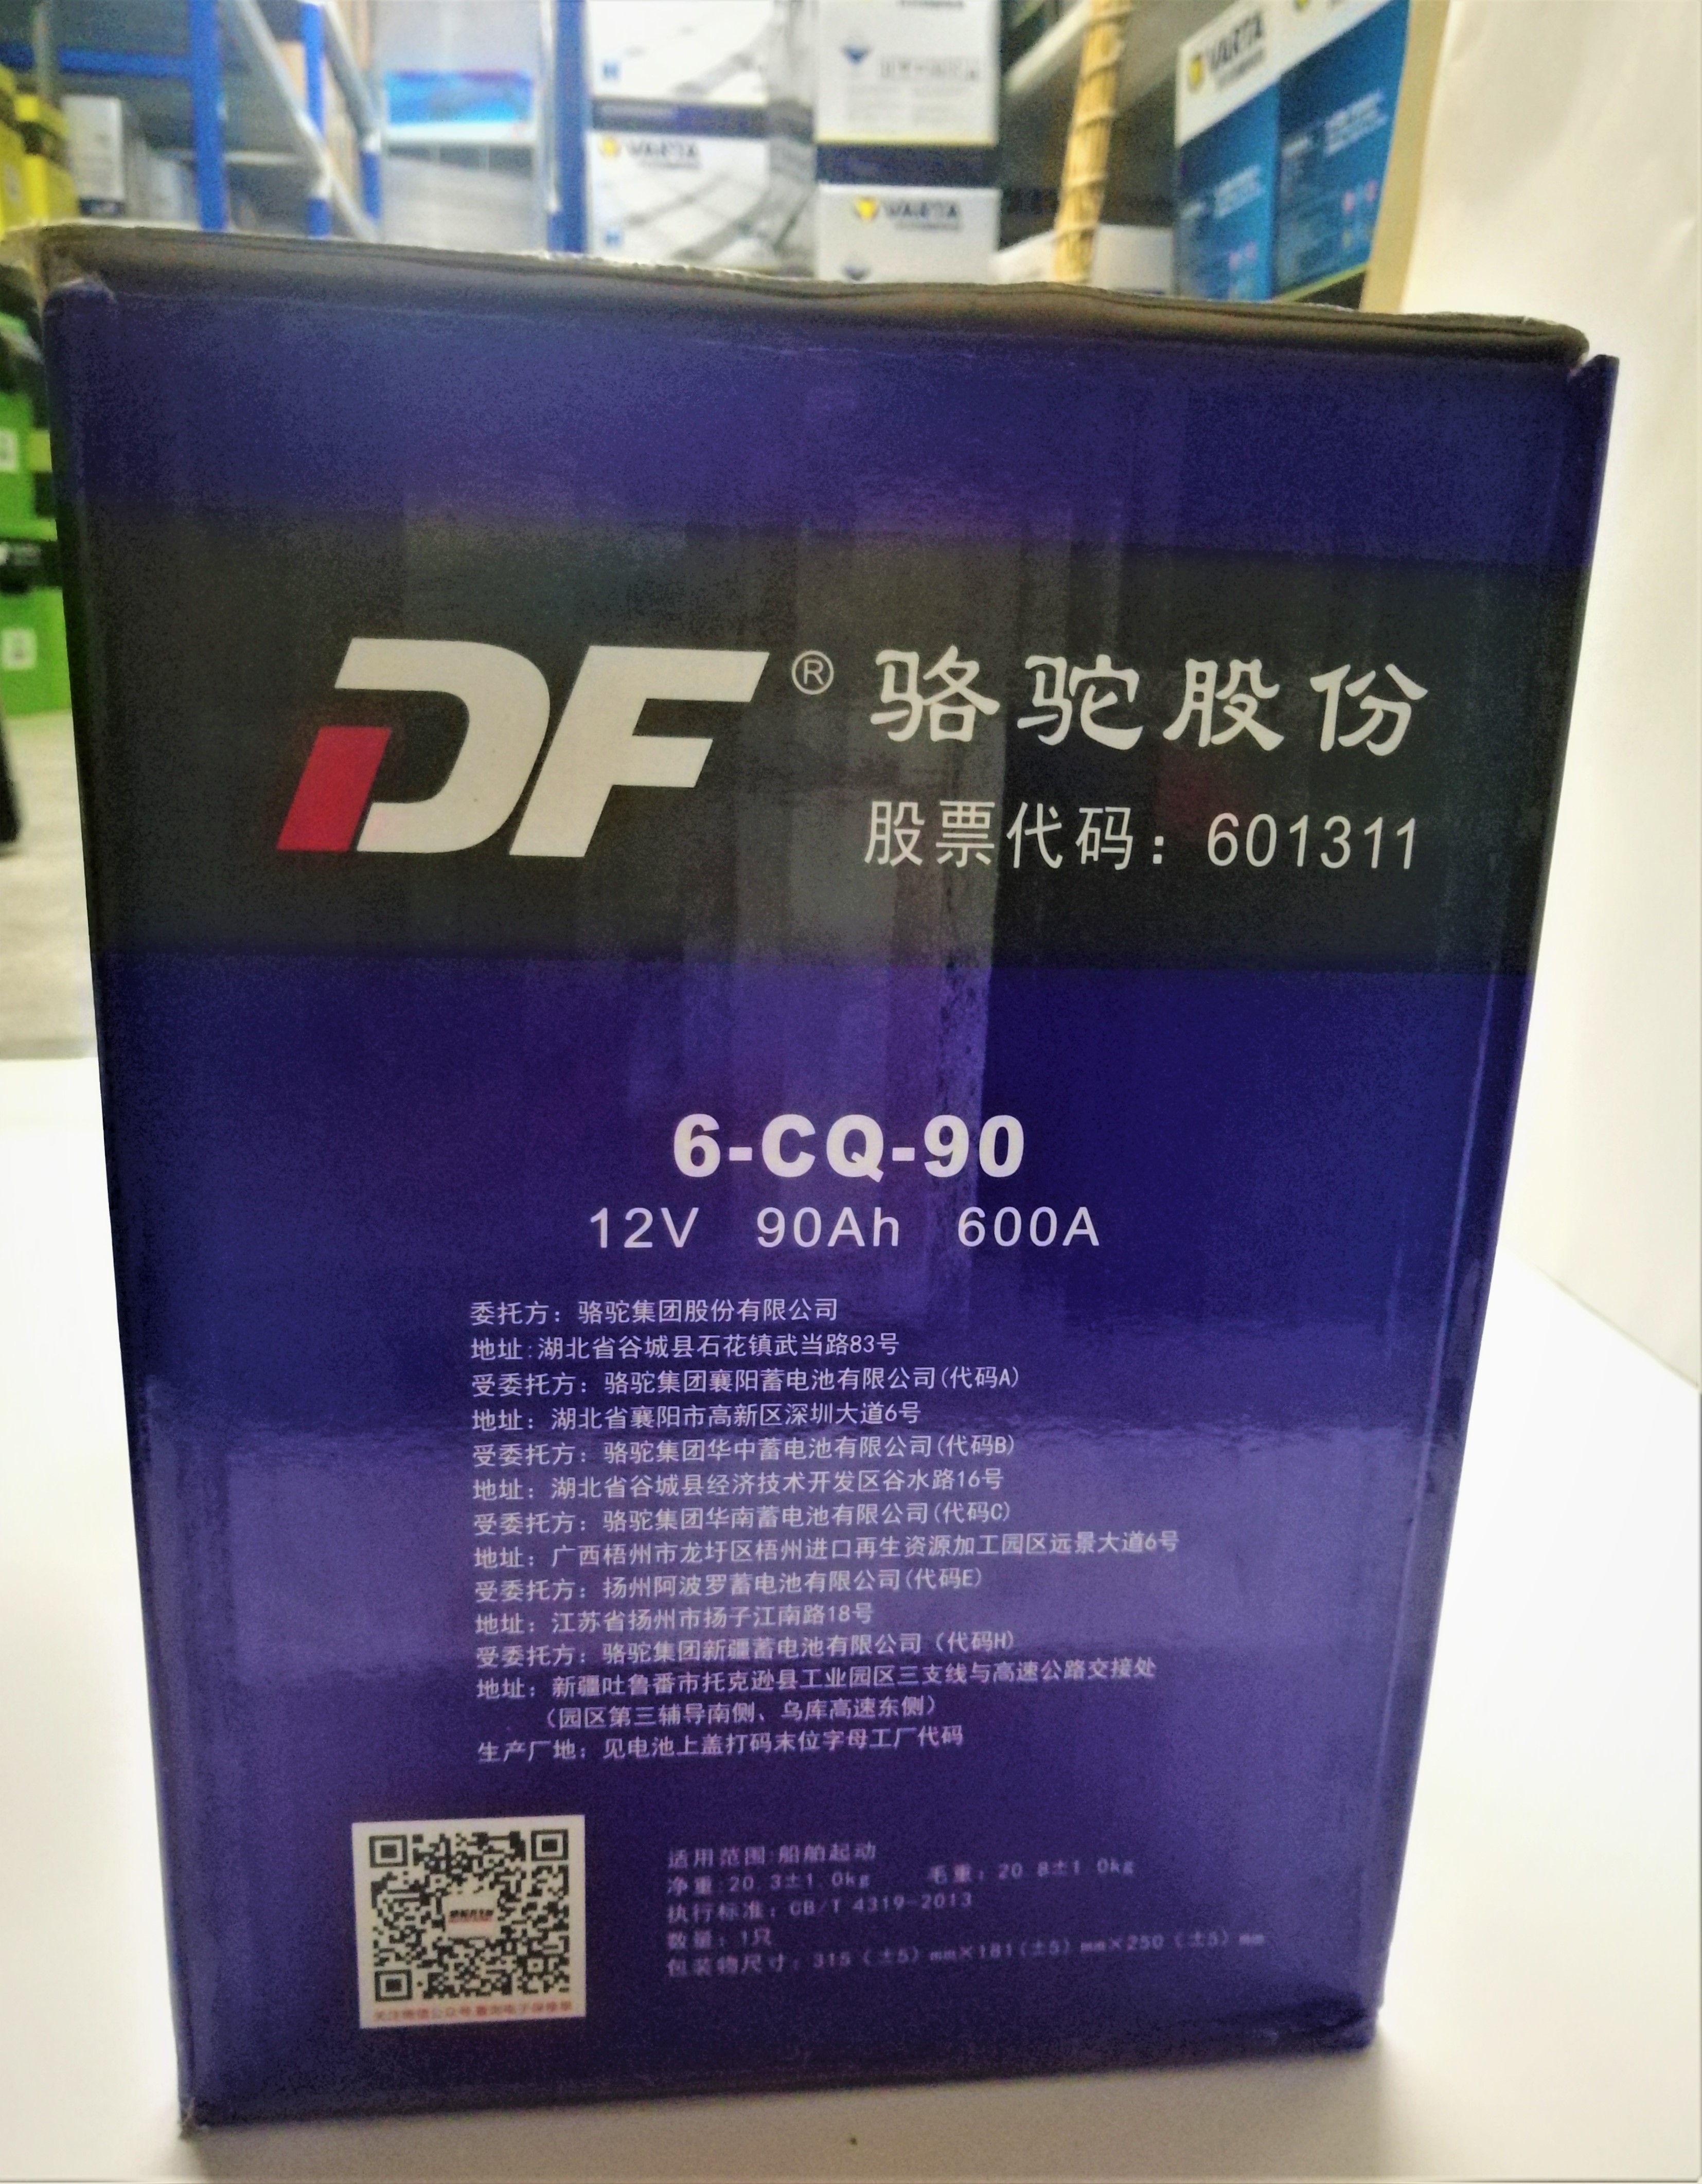 VARTA
VARTA
VARTA
DF® 骆驼股份
股票代码：601311
6-CQ-90
12V 90Ah 600A
委托方：骆驼集团股份有限公司
地址:湖北省谷城县石花镇武当路83号
受委托方：骆驼集团襄阳蓄电池有限公司(代码A)
地址：湖北省襄阳市高新区深圳大道6号
受委托方：骆驼集团华中蓄电池有限公司(代码B)
地址：湖北省谷城县经济技术开发区谷水路16号
受委托方：骆驼集团华南蓄电池有限公司(代码C)
地址：广西梧州市龙圩区梧州进口再生资源加工园区远景大道6号
受委托方：扬州阿波罗蓄电池有限公司(代码E)
地址：江苏省扬州市扬子江南路18号
受委托方：骆驼集团新疆蓄电池有限公司（代码H)
地址：新疆吐鲁番市托克逊县工业园区三支线与高速公路交接处
（园区第三辅导南侧、乌库高速东侧）
生产厂地：见电池上盖打码末位字母工厂代码
适用范围:船舶起动
净重:20.3±1.0kg 毛重：20.8±1.0kg
执行标准：GB/T 4319-2013
数量：1只
包装物尺寸：315（±5）mm×181(±5）mm×250（±5）mm
关注微信公众号查询电子保修卡